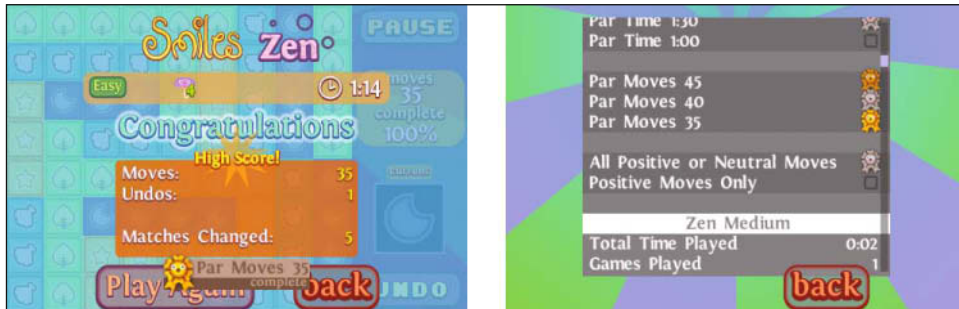 Smiles Zen
PAUSE
Easy
4
1:14
moves
35
complete
100%
Congratulations
High Score!
Moves: 35
Undos: 1
current
Matches Changed: 5
Par Moves 35
complete
Play Again
back
UNDO
Par Time 1:30
Par Time 1:00
Par Moves 45
Par Moves 40
Par Moves 35
All Positive or Neutral Moves
Positive Moves Only
Zen Medium
Total Time Played 0:02
Games Played 1
back